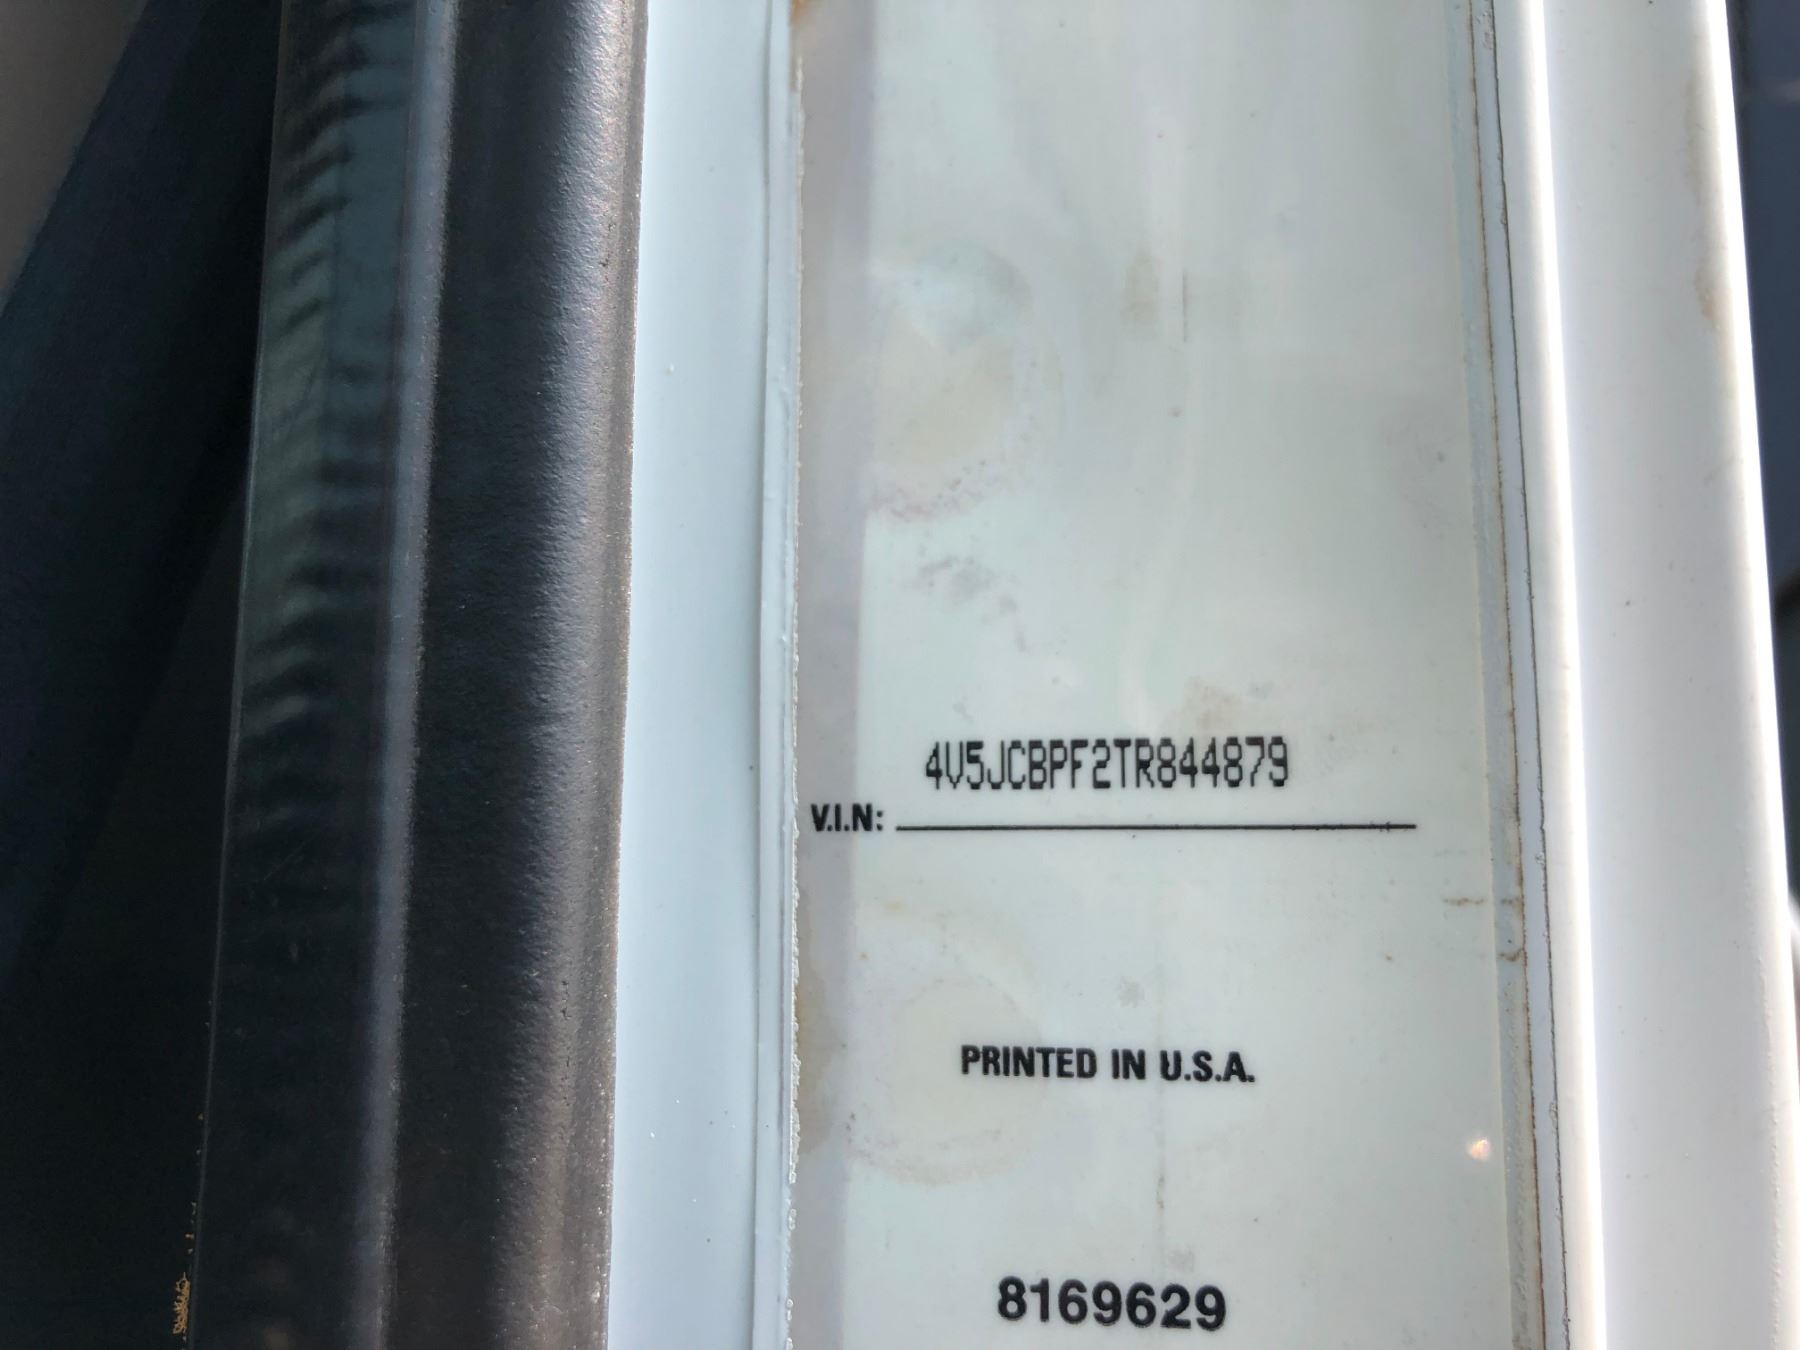 4V5JCBPF2TR844879
V.I.N:
PRINTED IN U.S.A.
8169629